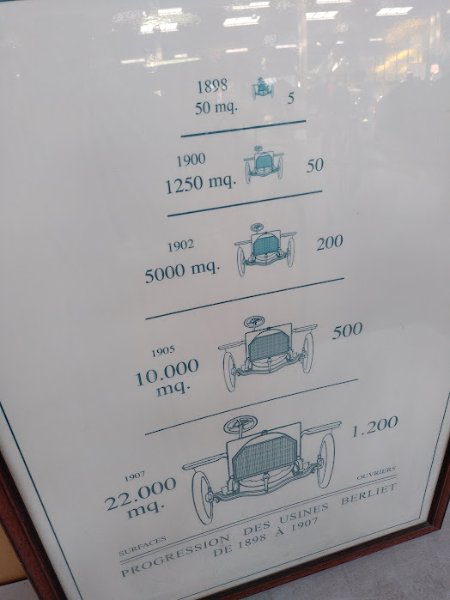 1898
50 mq. 5
1900
1250 mq. 50
1902
5000 mq. 200
1905
10.000 mq. 500
1907
22.000 mq. 1.200
SURFACES OUVRIERS
PROGRESSION DES USINES BERLIET
DE 1898 À 1907